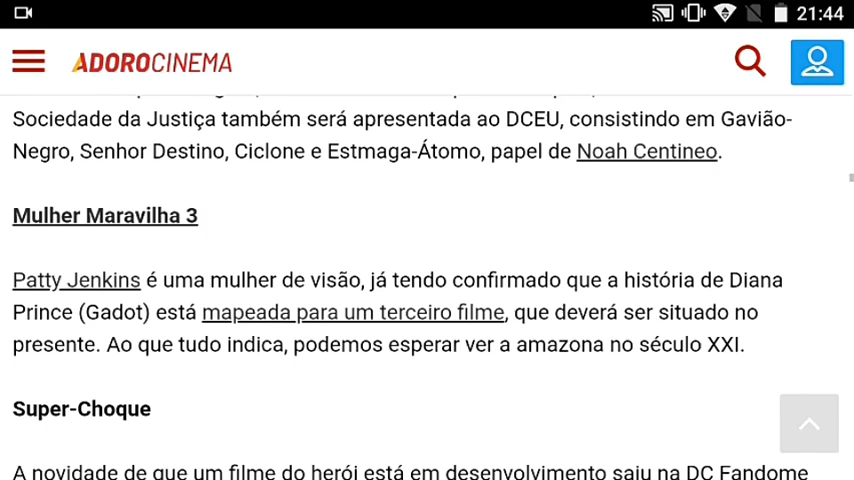 21:44
ADOROCINEMA
Sociedade da Justiça também será apresentada ao DCEU, consistindo em Gavião-
Negro, Senhor Destino, Ciclone e Estmaga-Átomo, papel de Noah Centineo.
Mulher Maravilha 3
Patty Jenkins é uma mulher de visão, já tendo confirmado que a história de Diana
Prince (Gadot) está mapeada para um terceiro filme, que deverá ser situado no
presente. Ao que tudo indica, podemos esperar ver a amazona no século XXI.
Super-Choque
A novidade de que um filme do herói está em desenvolvimento saiu na DC Fandome